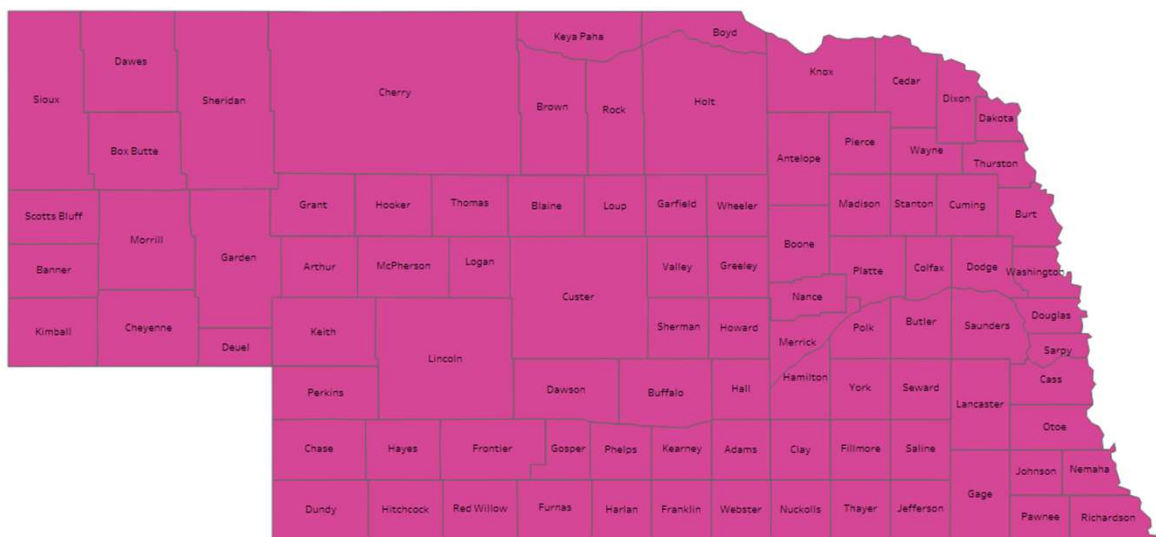 Keya Paha
Boyd
Dawes
Knox
Cedar
Sioux
Sheridan
Cherry
Brown
Rock
Holt
Dixon
Dakota
Box Butte
Antelope
Pierce
Wayne
Thurston
Scotts Bluff
Grant
Hooker
Thomas
Blaine
Loup
Garfield
Wheeler
Madison
Stanton
Cuming
Burt
Morrill
Garden
Boone
Banner
Arthur
McPherson
Logan
Valley
Greeley
Platte
Colfax
Dodge
Washington
Custer
Nance
Kimball
Cheyenne
Deuel
Keith
Lincoln
Sherman
Howard
Merrick
Polk
Butler
Saunders
Douglas
Sarpy
Perkins
Dawson
Buffalo
Hall
Hamilton
York
Seward
Lancaster
Cass
Otoe
Chase
Hayes
Frontier
Gosper
Phelps
Kearney
Adams
Clay
Fillmore
Saline
Johnson
Nemaha
Gage
Dundy
Hitchcock
Red Willow
Furnas
Harlan
Franklin
Webster
Nuckolls
Thayer
Jefferson
Pawnee
Richardson